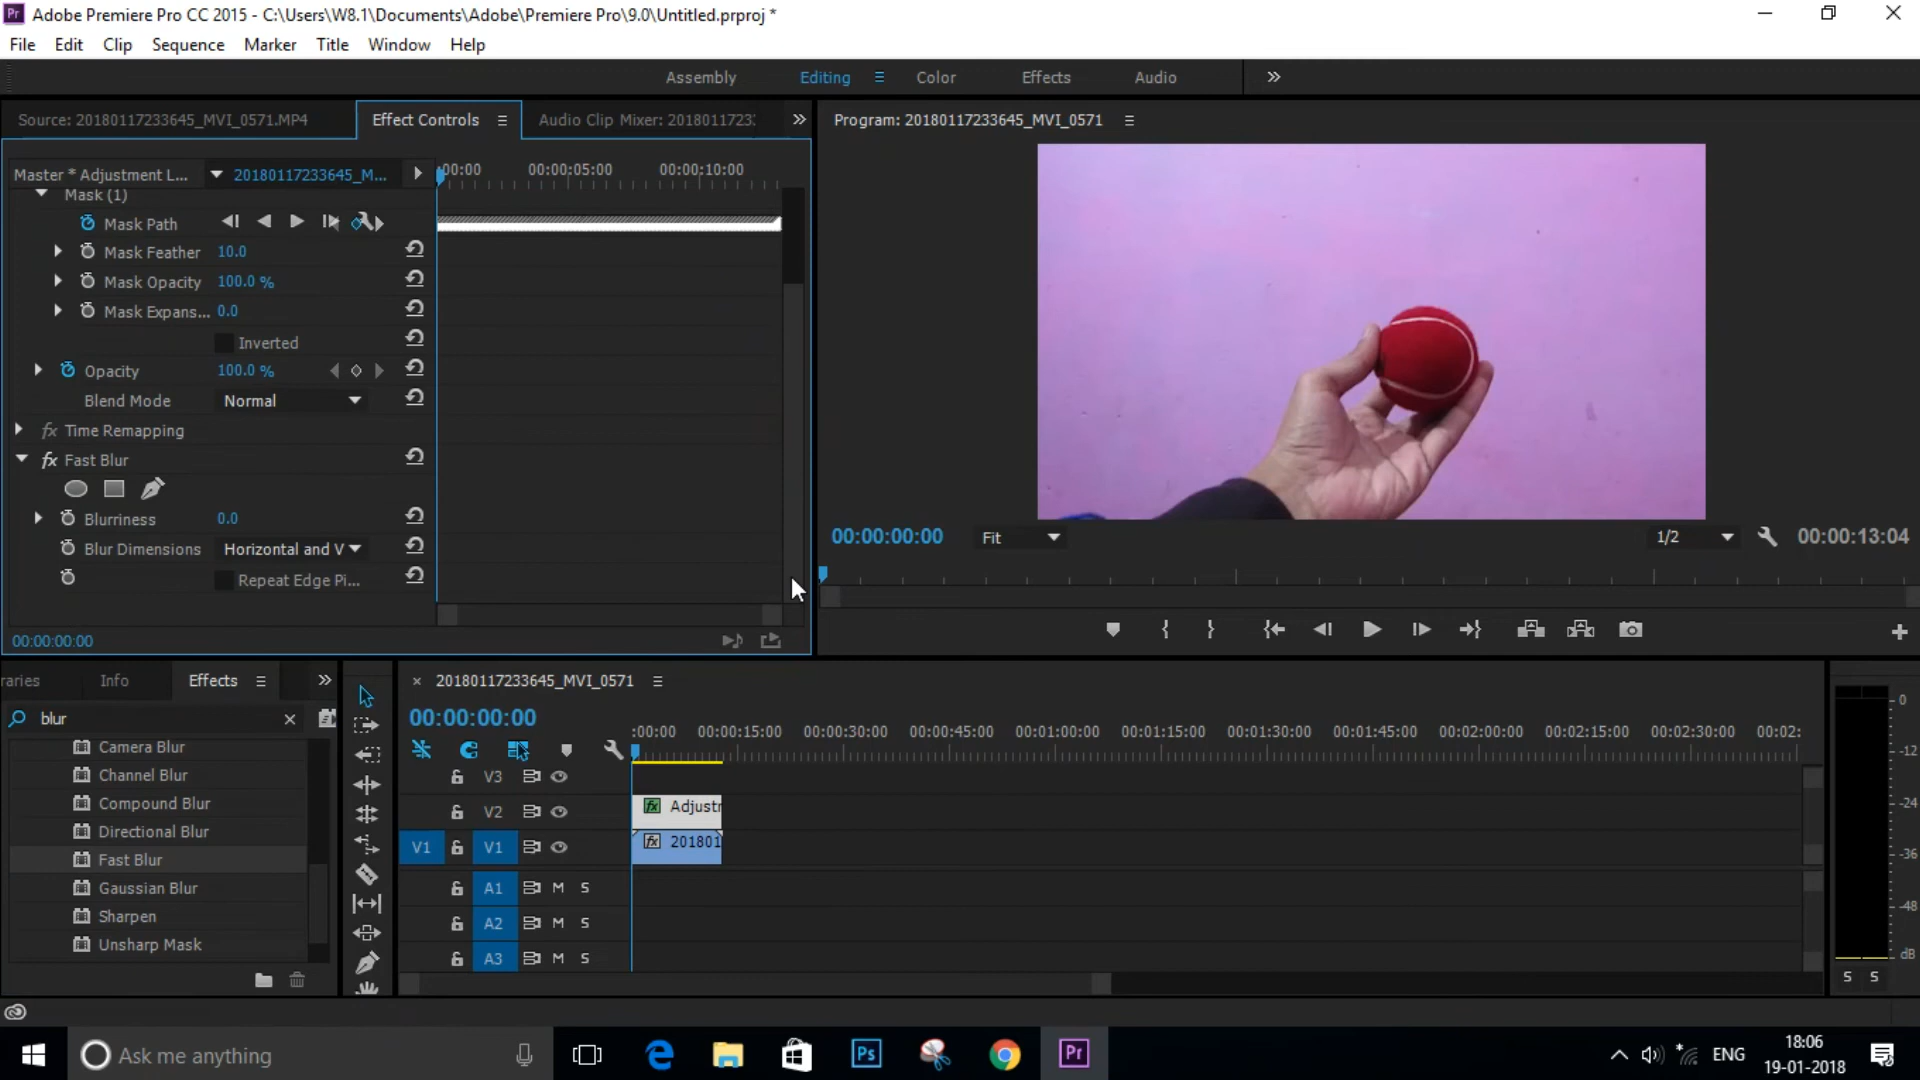 Pr Adobe Premiere Pro CC 2015 - C:\Users\W8.1\Documents\Adobe\Premiere Pro\9.0\Untitled.prproj *
File Edit Clip Sequence Marker Title Window Help
Assembly Editing Color Effects Audio
Source: 20180117233645_MVI_0571.MP4 Effect Controls Audio Clip Mixer: 2018011723:
Program: 20180117233645_MVI_0571
Master * Adjustment L... 20180117233645_M... 00:00 00:00:05:00 00:00:10:00
Mask (1)
Mask Path
Mask Feather 10.0
Mask Opacity 100.0 %
Mask Expans... 0.0
Inverted
Opacity 100.0 %
Blend Mode Normal
fx Time Remapping
fx Fast Blur
Blurriness 0.0
Blur Dimensions Horizontal and V
Repeat Edge Pi...
00:00:00:00
00:00:00:00 Fit 1/2 00:00:13:04
raries Info Effects
blur
Camera Blur
Channel Blur
Compound Blur
Directional Blur
Fast Blur
Gaussian Blur
Sharpen
Unsharp Mask
× 20180117233645_MVI_0571
00:00:00:00
:00:00 00:00:15:00 00:00:30:00 00:00:45:00 00:01:00:00 00:01:15:00 00:01:30:00 00:01:45:00 00:02:00:00 00:02:15:00 00:02:30:00 00:02:
V3
V2 fx Adjustr
V1 V1 fx 201801
A1 M S
A2 M S
A3 M S
0
-12
-24
-36
-48
dB
S S
Ask me anything
Ps
Pr
ENG
18:06
19-01-2018